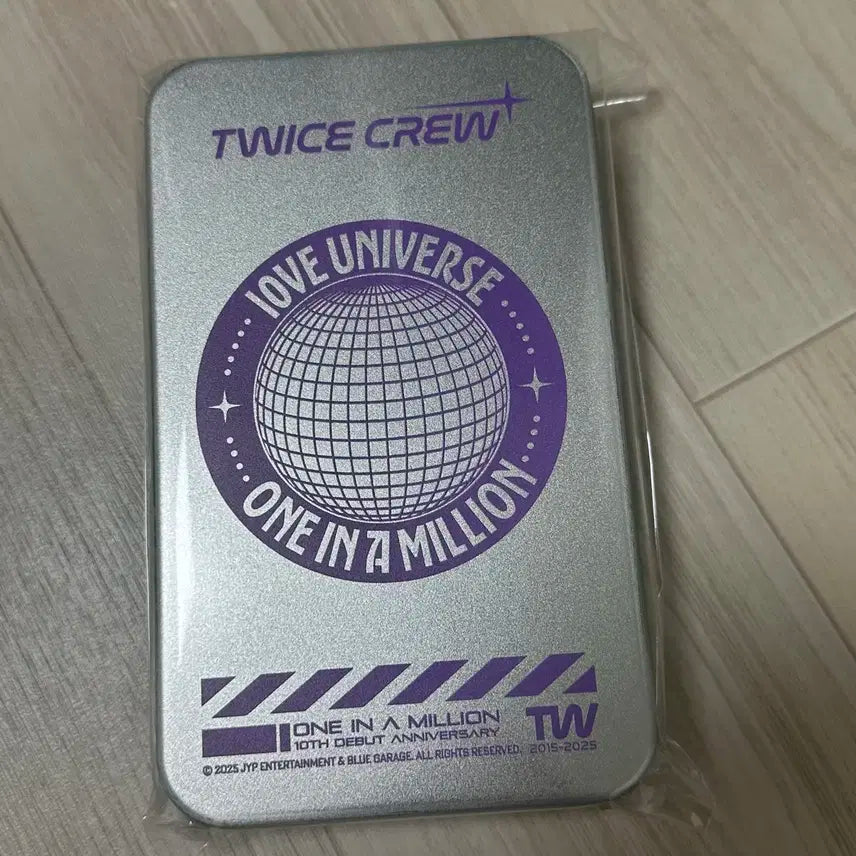 TWICE CREW
10VE UNIVERSE
ONE IN A MILLION
ONE IN A MILLION
10TH DEBUT ANNIVERSARY
TW
2015-2025
© 2025 JYP ENTERTAINMENT & BLUE GARAGE. ALL RIGHTS RESERVED.